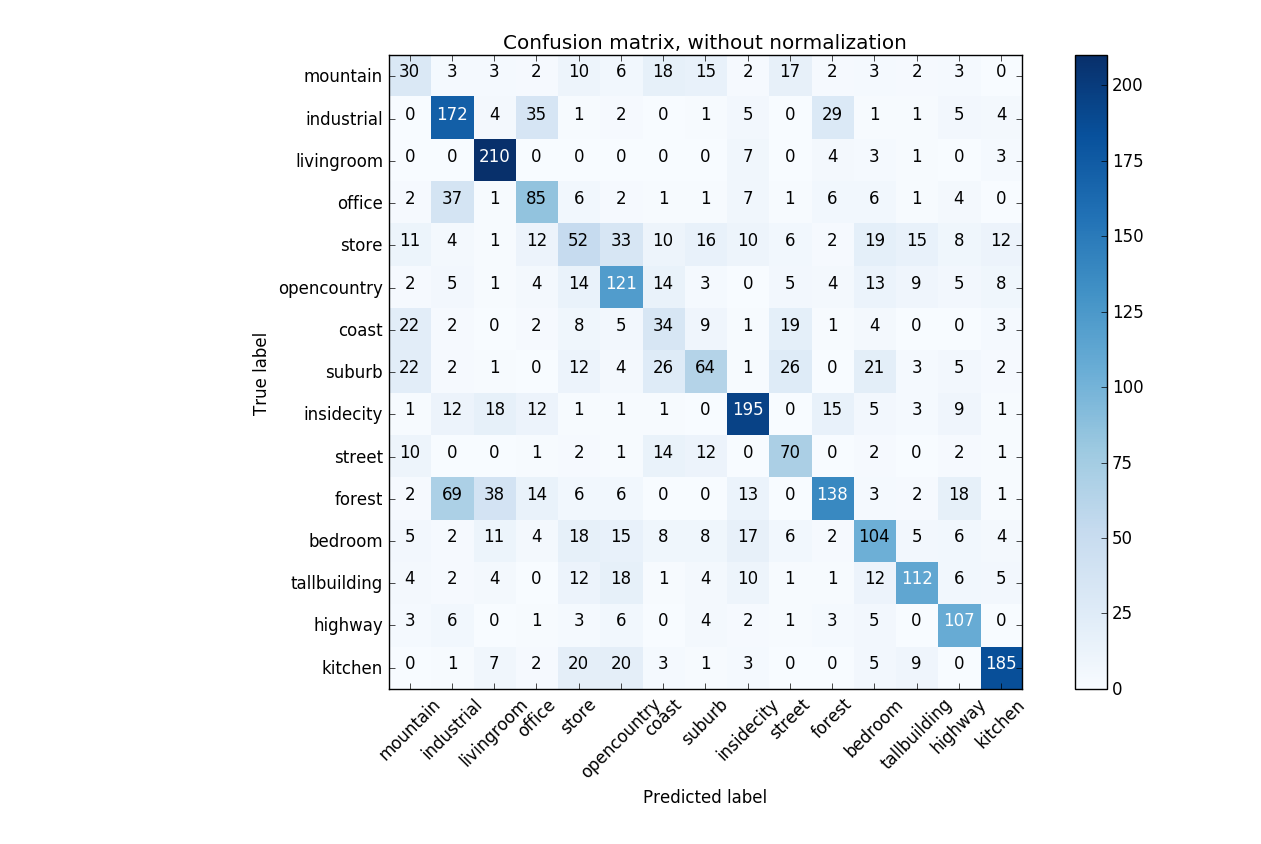 Confusion matrix, without normalization
mountain 30 3 3 2 10 6 18 15 2 17 2 3 2 3 0
industrial 0 172 4 35 1 2 0 1 5 0 29 1 1 5 4
livingroom 0 0 210 0 0 0 0 0 7 0 4 3 1 0 3
office 2 37 1 85 6 2 1 1 7 1 6 6 1 4 0
store 11 4 1 12 52 33 10 16 10 6 2 19 15 8 12
opencountry 2 5 1 4 14 121 14 3 0 5 4 13 9 5 8
coast 22 2 0 2 8 5 34 9 1 19 1 4 0 0 3
suburb 22 2 1 0 12 4 26 64 1 26 0 21 3 5 2
insidecity 1 12 18 12 1 1 1 0 195 0 15 5 3 9 1
street 10 0 0 1 2 1 14 12 0 70 0 2 0 2 1
forest 2 69 38 14 6 6 0 0 13 0 138 3 2 18 1
bedroom 5 2 11 4 18 15 8 8 17 6 2 104 5 6 4
tallbuilding 4 2 4 0 12 18 1 4 10 1 1 12 112 6 5
highway 3 6 0 1 3 6 0 4 2 1 3 5 0 107 0
kitchen 0 1 7 2 20 20 3 1 3 0 0 5 9 0 185
True label
mountain industrial livingroom office store opencountry coast suburb insidecity street forest bedroom tallbuilding highway kitchen
Predicted label
200
175
150
125
100
75
50
25
0